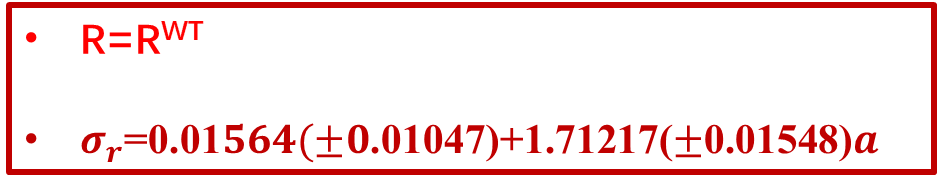 • R=R^WT
• σ_r=0.01564(±0.01047)+1.71217(±0.01548)a